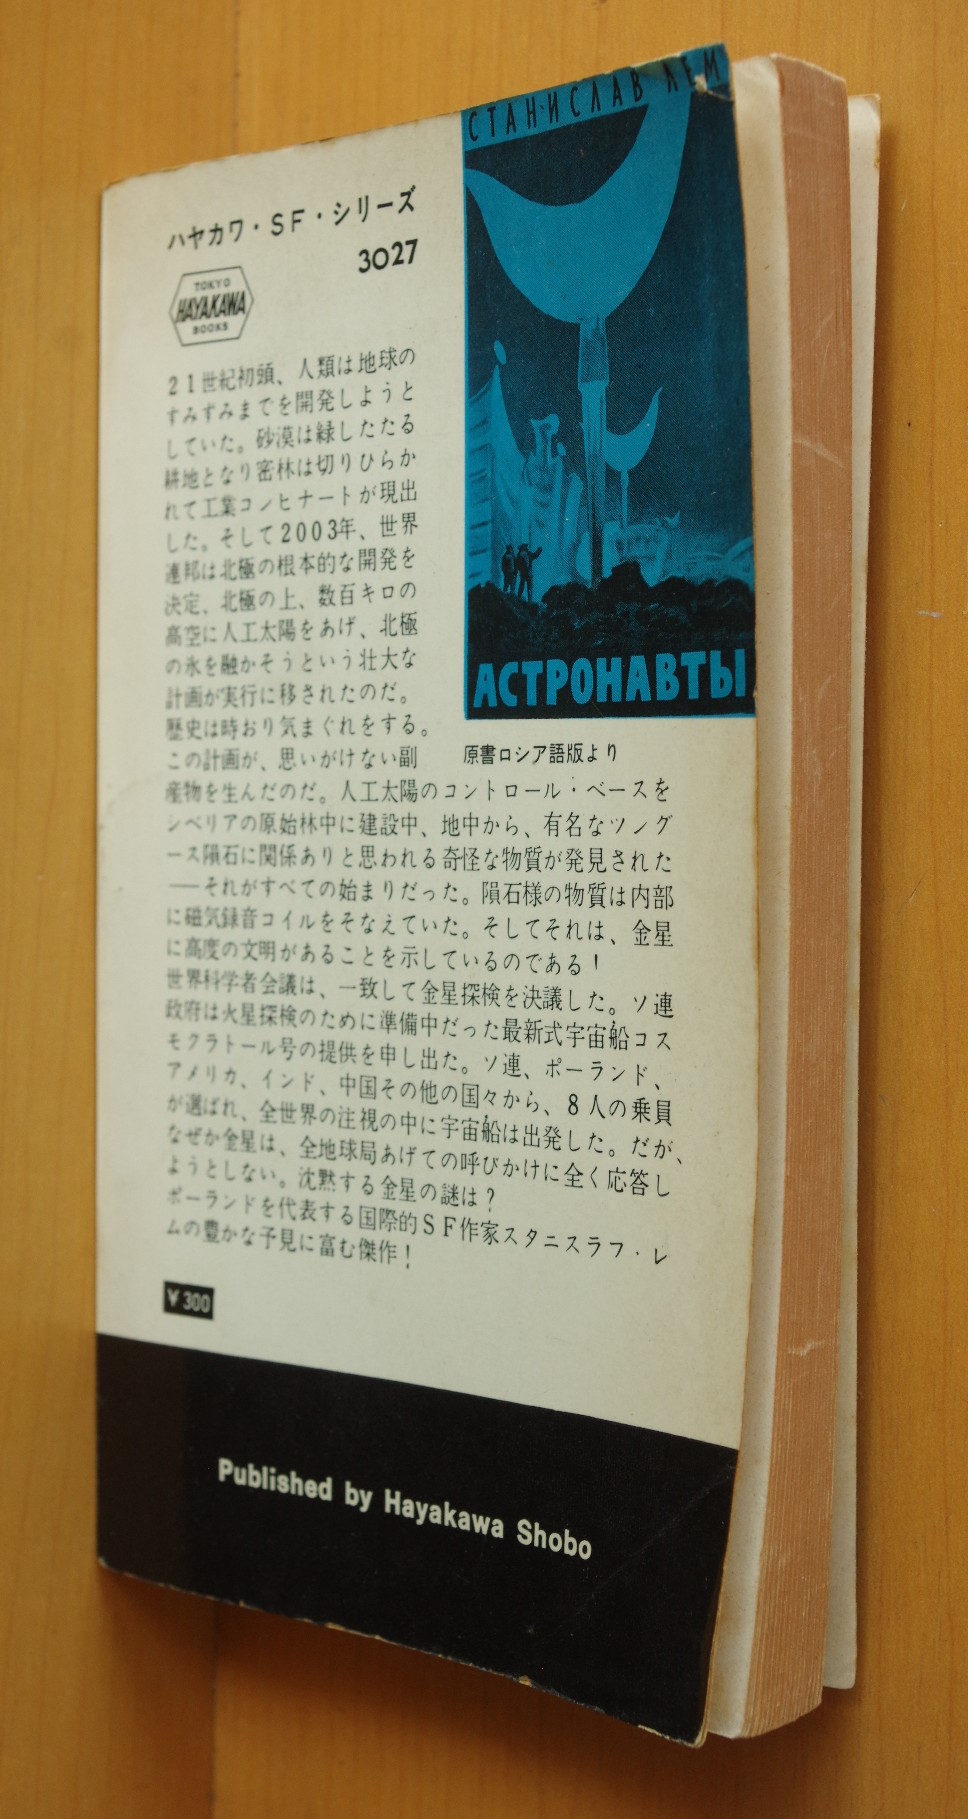 СТАНИСЛАВ ЛЕМ
АСТРОНАВТЫ
原書ロシア語版より
ハヤカワ・SF・シリーズ
3027
TOKYO
HAYAKAWA
BOOKS
21世紀初頭、人類は地球の
すみずみまでを開発しようと
していた。砂漠は緑したたる
耕地となり密林は切りひらか
れて工業コンヒナートが現出
した。そして2003年、世界
連邦は北極の根本的な開発を
決定、北極の上、数百キロの
高空に人工太陽をあげ、北極
の氷を融かそうという壮大な
計画が実行に移されたのだ。
歴史は時おり気まぐれをする。
この計画が、思いがけない副
産物を生んだのだ。人工太陽のコントロール・ベースを
シベリアの原始林中に建設中、地中から、有名なツング
ース隕石に関係ありと思われる奇怪な物質が発見された
――それがすべての始まりだった。隕石様の物質は内部
に磁気録音コイルをそなえていた。そしてそれは、金星
に高度の文明があることを示しているのである!
世界科学者会議は、一致して金星探検を決議した。ソ連
政府は火星探検のために準備中だった最新式宇宙船コス
モクラトール号の提供を申し出た。ソ連、ポーランド、
アメリカ、インド、中国その他の国々から、8人の乗員
が選ばれ、全世界の注視の中に宇宙船は出発した。だが、
なぜか金星は、全地球局あげての呼びかけに全く応答し
ようとしない。沈黙する金星の謎は?
ポーランドを代表する国際的SF作家スタニスラフ・レ
ムの豊かな予見に富む傑作!
¥300
Published by Hayakawa Shobo